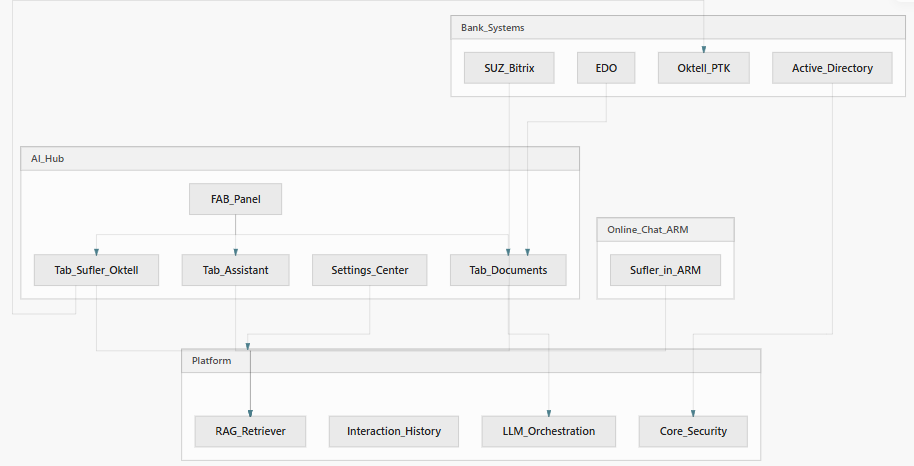 Bank_Systems
SUZ_Bitrix
EDO
Oktell_PTK
Active_Directory
AI_Hub
FAB_Panel
Tab_Sufler_Oktell
Tab_Assistant
Settings_Center
Tab_Documents
Online_Chat_ARM
Sufler_in_ARM
Platform
RAG_Retriever
Interaction_History
LLM_Orchestration
Core_Security